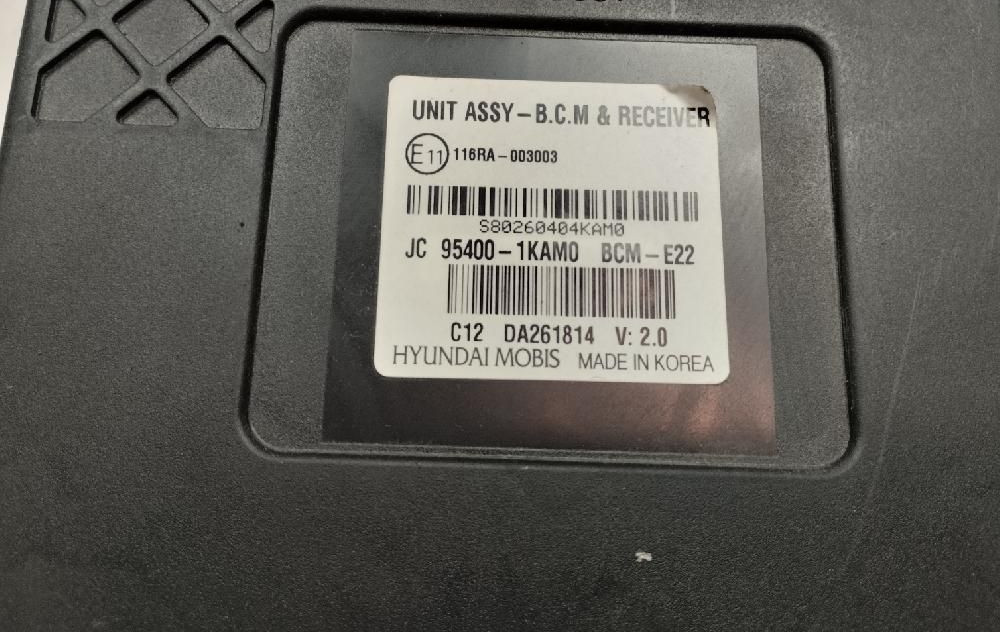 UNIT ASSY-B.C.M & RECEIVER
E11 116RA-003003
S80260404KAM0
JC 95400-1KAM0 BCM-E22
C12 DA261814 V: 2.0
HYUNDAI MOBIS MADE IN KOREA